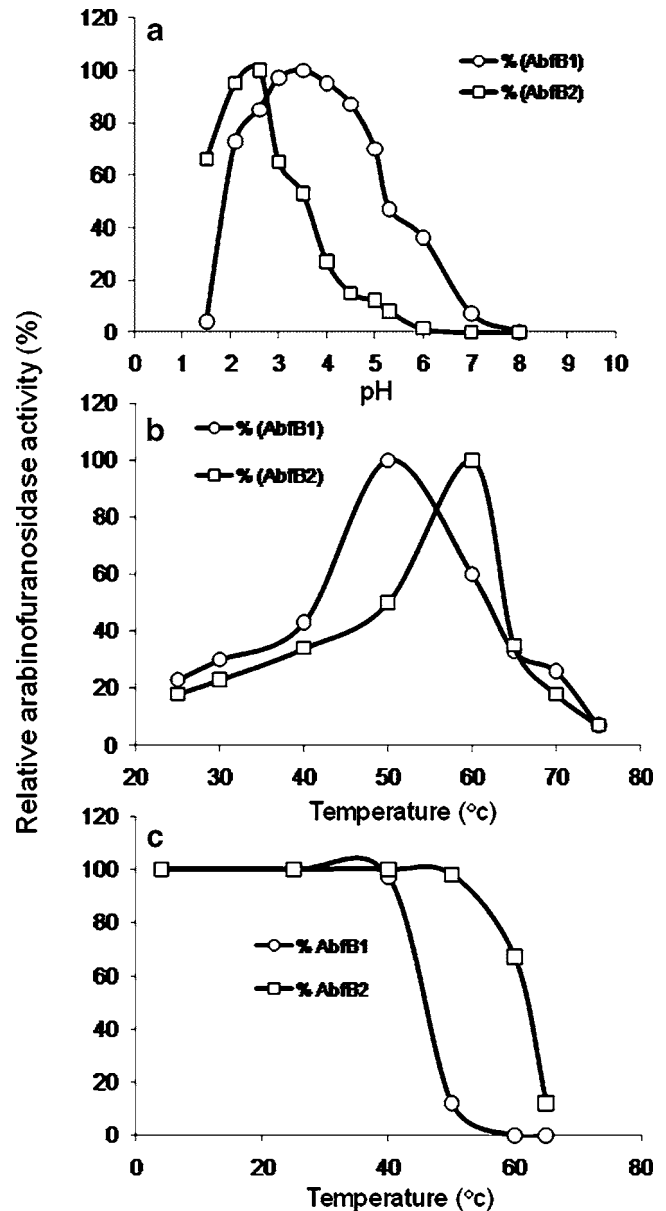 Relative arabinofuranosidase activity (%)
a
% (AbfB1)
% (AbfB2)
120
100
80
60
40
20
0
0 1 2 3 4 5 6 7 8 9 10
pH
b
% (AbfB1)
% (AbfB2)
120
100
80
60
40
20
0
20 30 40 50 60 70 80
Temperature (°c)
c
% AbfB1
% AbfB2
120
100
80
60
40
20
0
0 20 40 60 80
Temperature (°c)